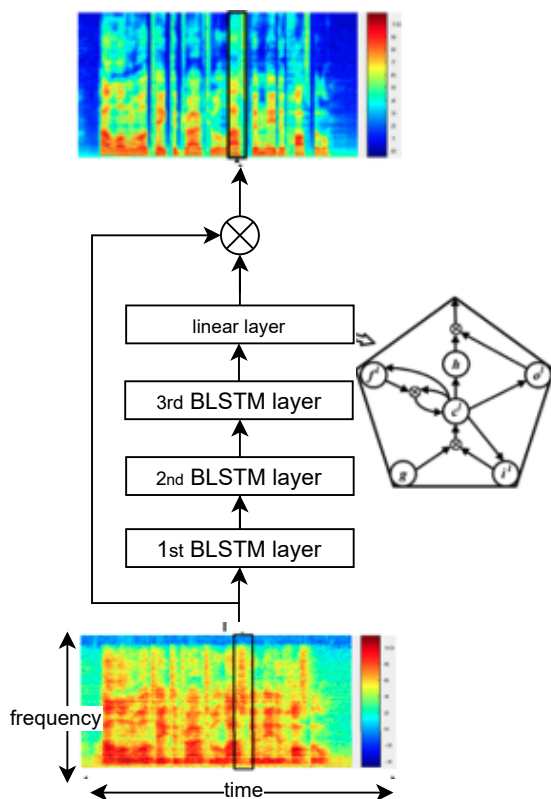 linear layer
3rd BLSTM layer
2nd BLSTM layer
1st BLSTM layer
h
f^l
o^l
c^l
g
i^l
frequency
time